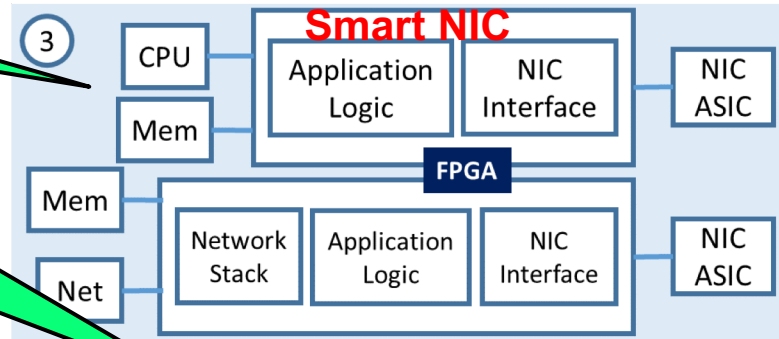 3
Smart NIC
CPU
Mem
Application
Logic
NIC
Interface
NIC
ASIC
FPGA
Mem
Net
Network
Stack
Application
Logic
NIC
Interface
NIC
ASIC